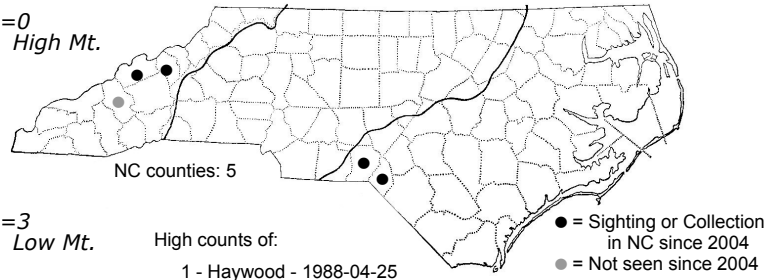 =0
High Mt.
NC counties: 5
=3
Low Mt.
High counts of:
1 - Haywood - 1988-04-25
● = Sighting or Collection
in NC since 2004
● = Not seen since 2004